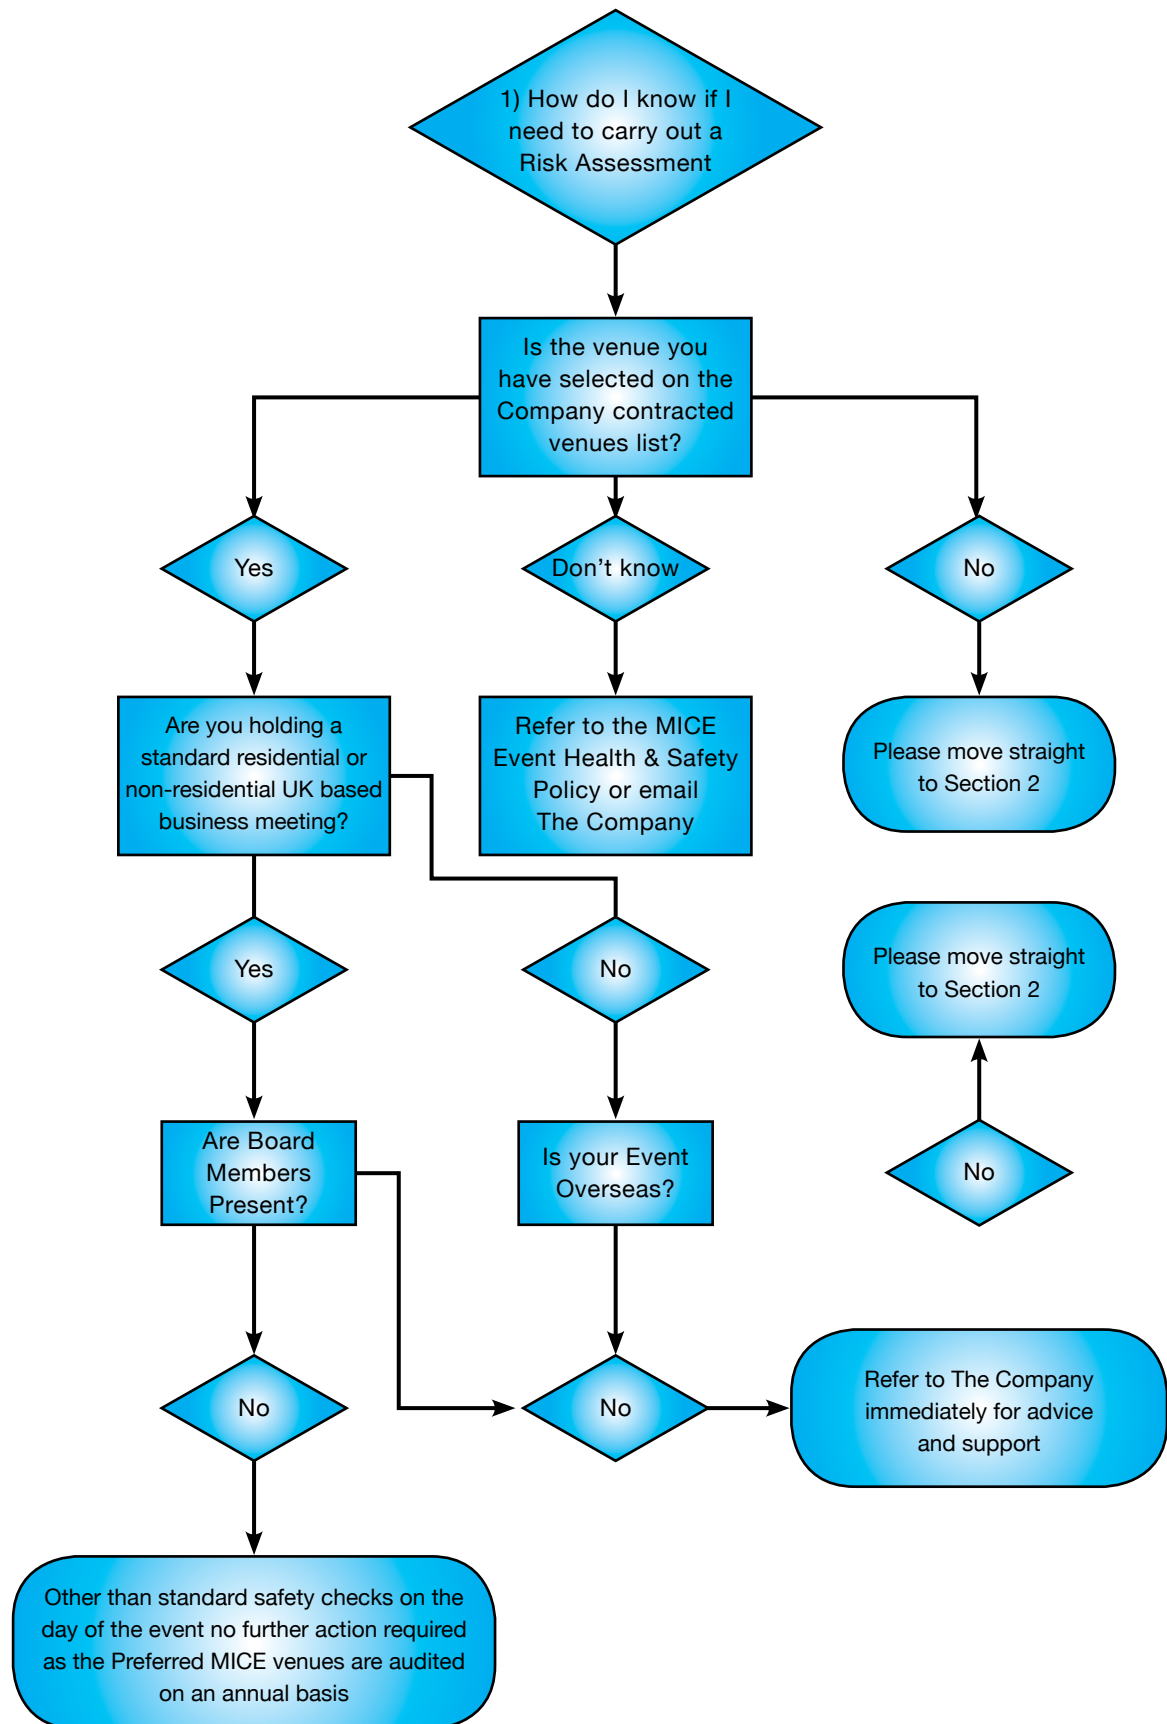 1) How do I know if I
need to carry out a
Risk Assessment
Is the venue you
have selected on the
Company contracted
venues list?
Yes
Don't know
No
Are you holding a
standard residential or
non-residential UK based
business meeting?
Refer to the MICE
Event Health & Safety
Policy or email
The Company
Please move straight
to Section 2
Yes
No
Please move straight
to Section 2
Are Board
Members
Present?
Is your Event
Overseas?
No
No
No
Refer to The Company
immediately for advice
and support
Other than standard safety checks on the
day of the event no further action required
as the Preferred MICE venues are audited
on an annual basis